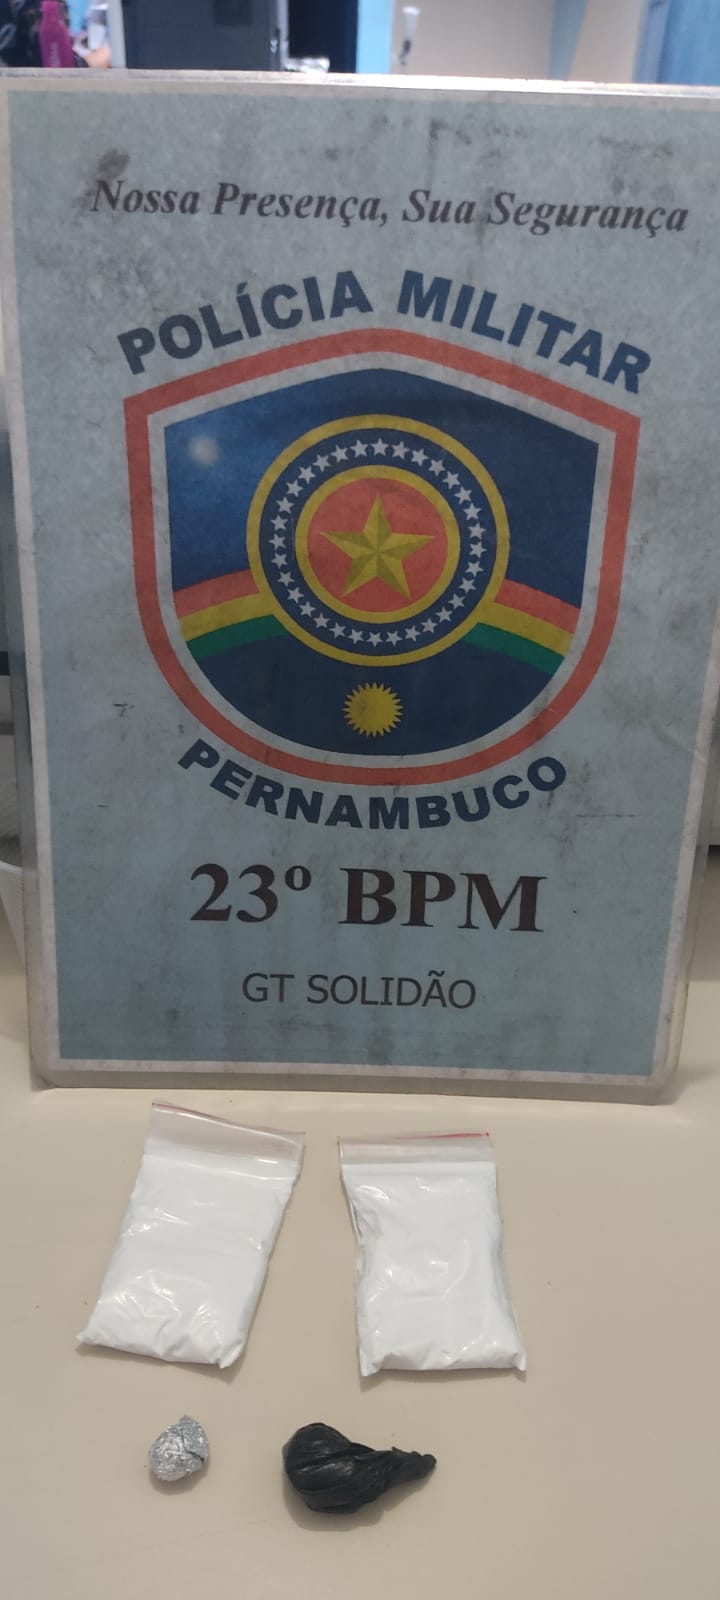 Nossa Presença, Sua Segurança
POLÍCIA MILITAR
PERNAMBUCO
23º BPM
GT SOLIDÃO